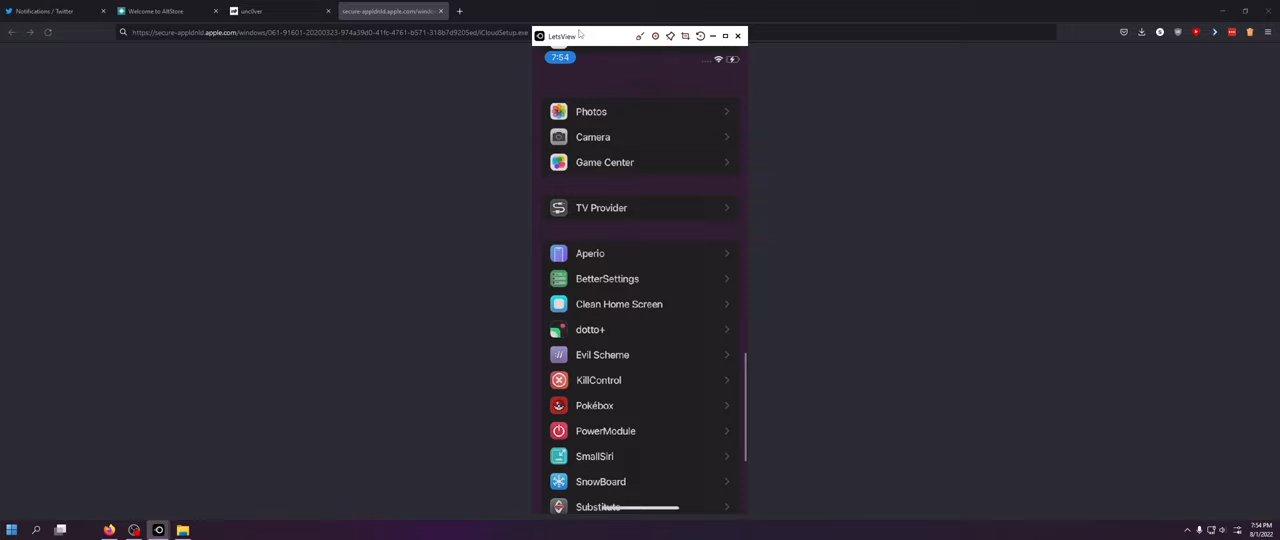 Notifications / Twitter
Welcome to AltStore
unc0ver
secure-appldnld.apple.com/windo
https://secure-appldnld.apple.com/windows/061-91601-20200323-974a39d0-41fc-4761-b571-318b7d9205ed/iCloudSetup.exe
LetsView
7:54
Photos
Camera
Game Center
TV Provider
Aperio
BetterSettings
Clean Home Screen
dotto+
Evil Scheme
KillControl
Pokébox
PowerModule
SmallSiri
SnowBoard
Substitute
7:54 PM
8/1/2022